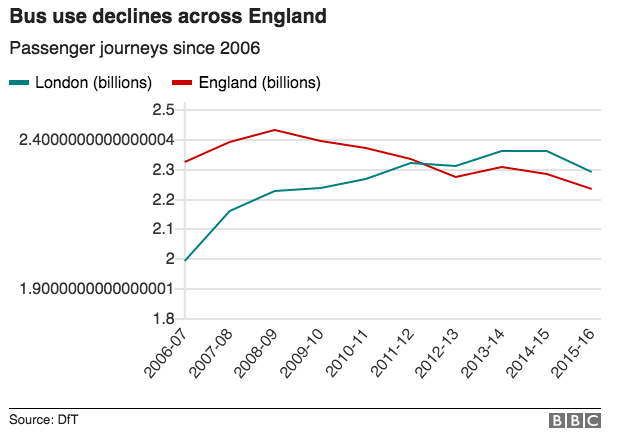 Bus use declines across England
Passenger journeys since 2006
London (billions) England (billions)
2.5
2.4000000000000004
2.3
2.2
2.1
2
1.9000000000000001
1.8
2006-07 2007-08 2008-09 2009-10 2010-11 2011-12 2012-13 2013-14 2014-15 2015-16
Source: DfT BBC